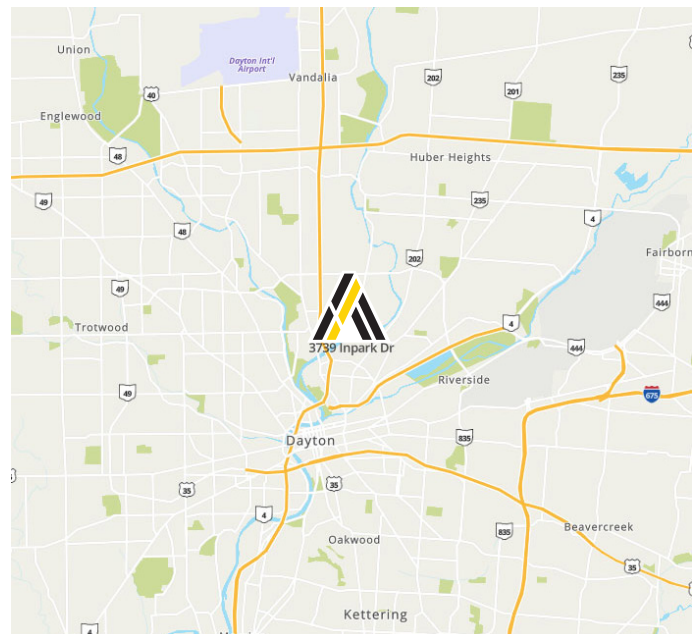 Union
Dayton Int'l
Airport
Vandalia
202
235
40
201
Englewood
48
Huber Heights
49
235
4
48
202
Fairborn
49
444
Trotwood
3739 Inpark Dr
4
444
Riverside
49
675
Dayton
835
35
35
4
835
Beavercreek
Oakwood
35
Kettering
4